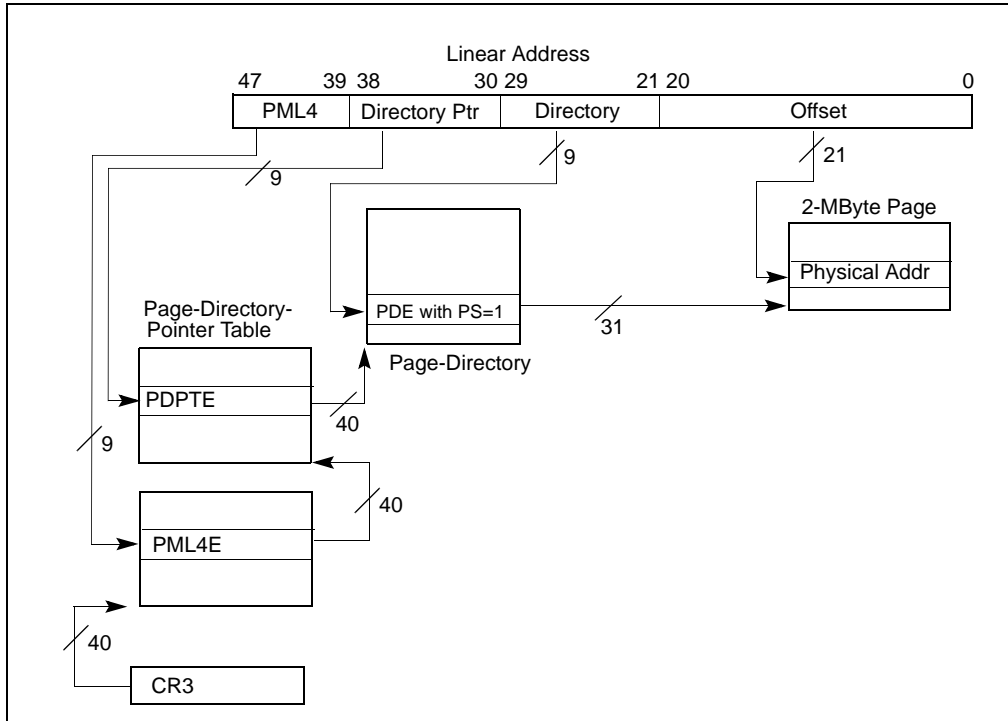 Linear Address
47 39 38 30 29 21 20 0
PML4 Directory Ptr Directory Offset
9 9 21
2-MByte Page
Physical Addr
PDE with PS=1
31
Page-Directory-
Pointer Table
Page-Directory
PDPTE
40
9
40
PML4E
40
CR3